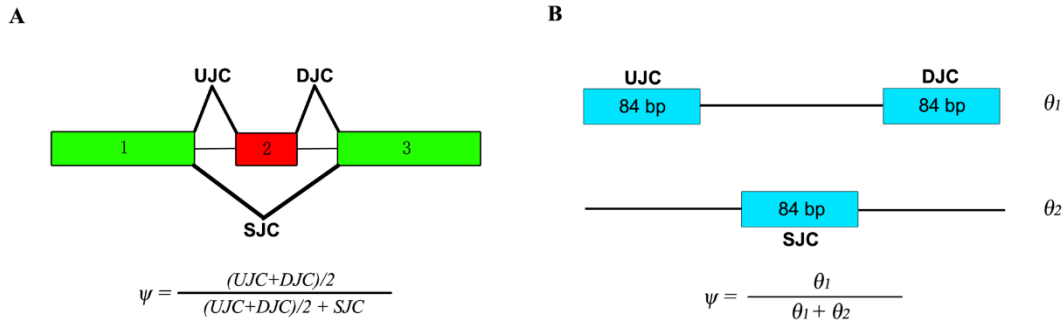 A
UJC DJC
1 2 3
SJC
ψ = (UJC+DJC)/2
(UJC+DJC)/2 + SJC
B
UJC DJC
84 bp 84 bp θ1
84 bp θ2
SJC
ψ = θ1
θ1 + θ2